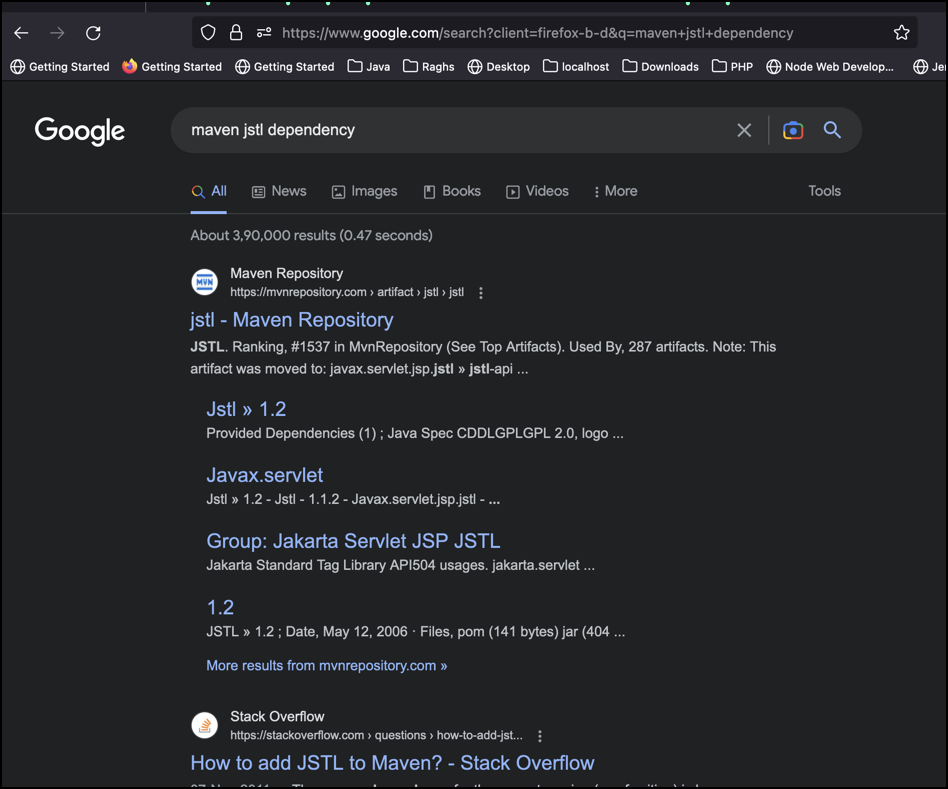 https://www.google.com/search?client=firefox-b-d&q=maven+jstl+dependency
Getting Started Getting Started Getting Started Java Raghs Desktop localhost Downloads PHP Node Web Develop...
Google
maven jstl dependency
All News Images Books Videos More Tools
About 3,90,000 results (0.47 seconds)
MVN
Maven Repository
https://mvnrepository.com › artifact › jstl › jstl
jstl - Maven Repository
JSTL. Ranking, #1537 in MvnRepository (See Top Artifacts). Used By, 287 artifacts. Note: This
artifact was moved to: javax.servlet.jsp.jstl » jstl-api ...
Jstl » 1.2
Provided Dependencies (1) ; Java Spec CDDLGPLGPL 2.0, logo ...
Javax.servlet
Jstl » 1.2 - Jstl - 1.1.2 - Javax.servlet.jsp.jstl - ...
Group: Jakarta Servlet JSP JSTL
Jakarta Standard Tag Library API504 usages. jakarta.servlet ...
1.2
JSTL » 1.2 ; Date, May 12, 2006 · Files, pom (141 bytes) jar (404 ...
More results from mvnrepository.com »
Stack Overflow
https://stackoverflow.com › questions › how-to-add-jst...
How to add JSTL to Maven? - Stack Overflow